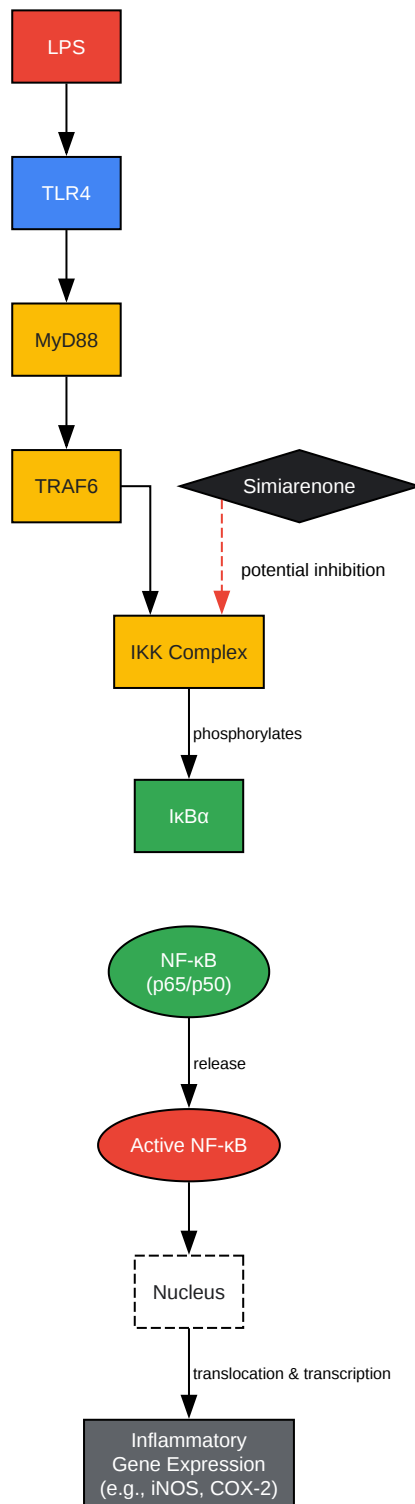 LPS
TLR4
MyD88
TRAF6
Simiarenone
potential inhibition
IKK Complex
phosphorylates
IκBα
NF-κB
(p65/p50)
release
Active NF-κB
Nucleus
translocation & transcription
Inflammatory
Gene Expression
(e.g., iNOS, COX-2)